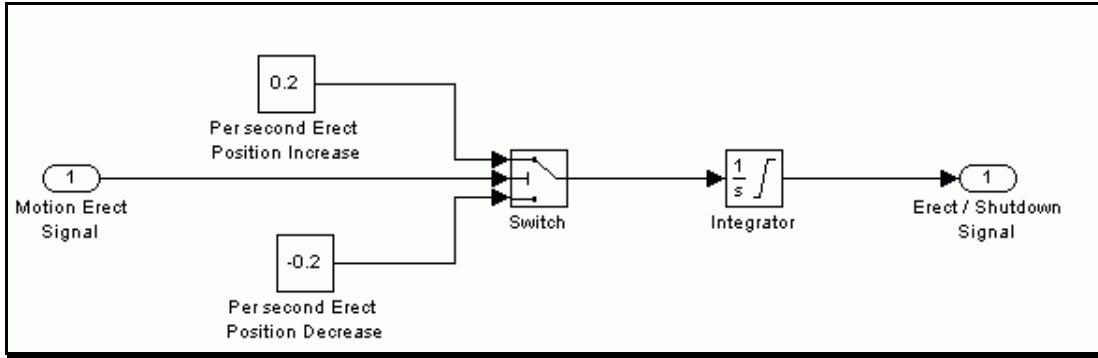 0.2
Per second Erect
Position Increase
1
Motion Erect
Signal
Switch
1
s
Integrator
1
Erect / Shutdown
Signal
-0.2
Per second Erect
Position Decrease